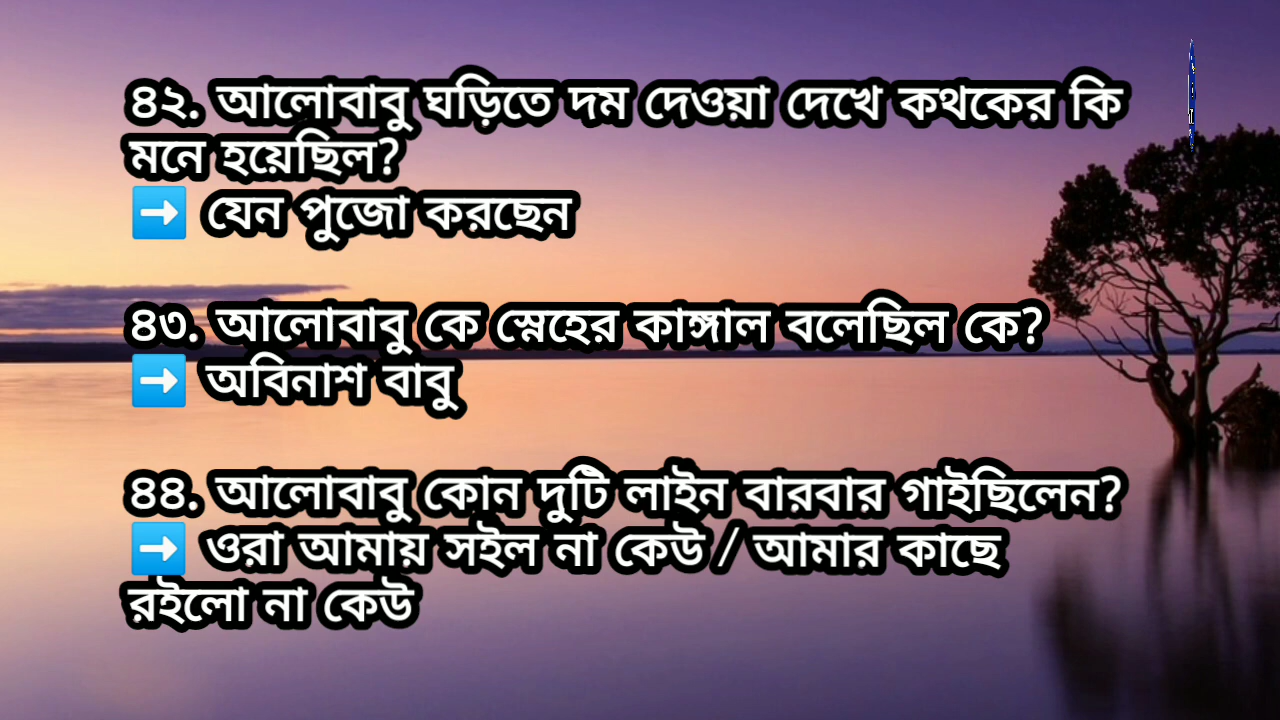 ৪২. আলোবাবু ঘড়িতে দম দেওয়া দেখে কথকের কি
মনে হয়েছিল?
➡️ যেন পুজো করছেন
৪৩. আলোবাবু কে স্নেহের কাঙ্গাল বলেছিল কে?
➡️ অবিনাশ বাবু
৪৪. আলোবাবু কোন দুটি লাইন বারবার গাইছিলেন?
➡️ ওরা আমায় সইল না কেউ / আমার কাছে
রইলো না কেউ